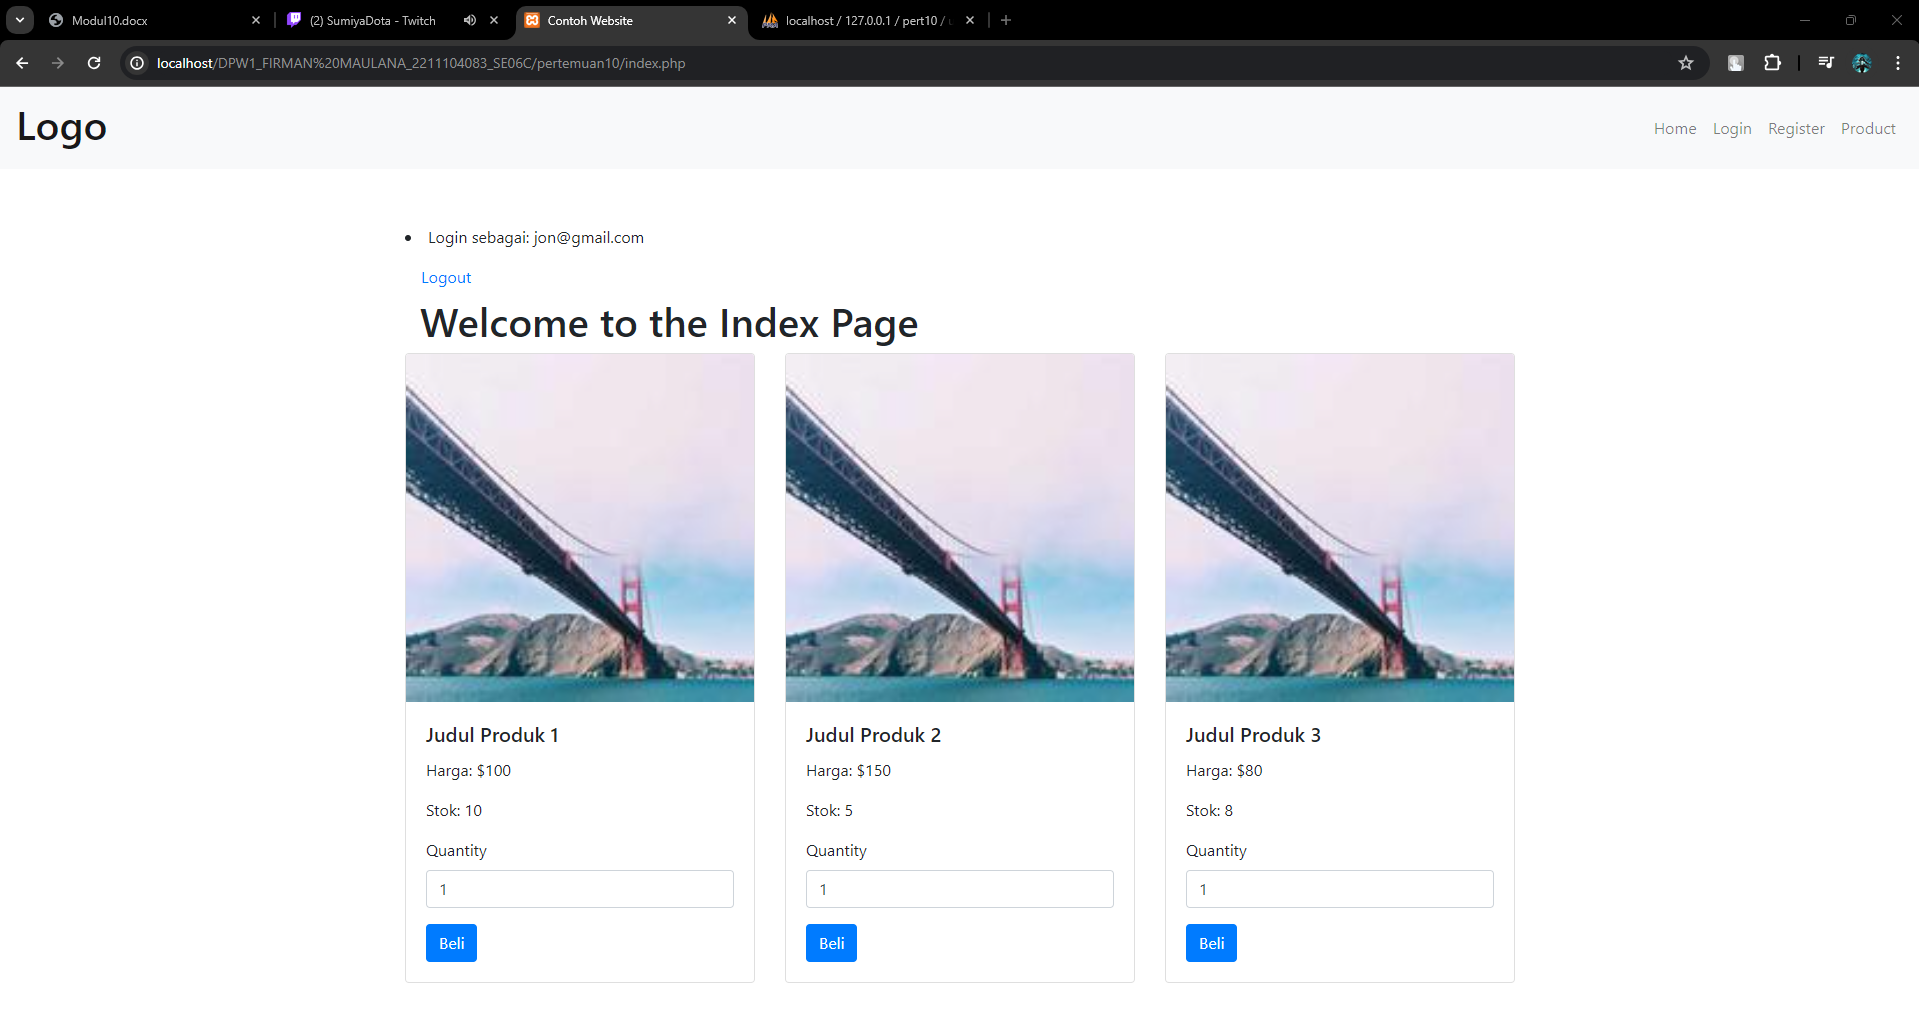 Modul10.docx
(2) SumiyaDota - Twitch
Contoh Website
localhost / 127.0.0.1 / pert10 /
localhost/DPW1_FIRMAN%20MAULANA_2211104083_SE06C/pertemuan10/index.php
Logo
Home Login Register Product
Login sebagai: jon@gmail.com
Logout
Welcome to the Index Page
Judul Produk 1
Harga: $100
Stok: 10
Quantity
1
Beli
Judul Produk 2
Harga: $150
Stok: 5
Quantity
1
Beli
Judul Produk 3
Harga: $80
Stok: 8
Quantity
1
Beli